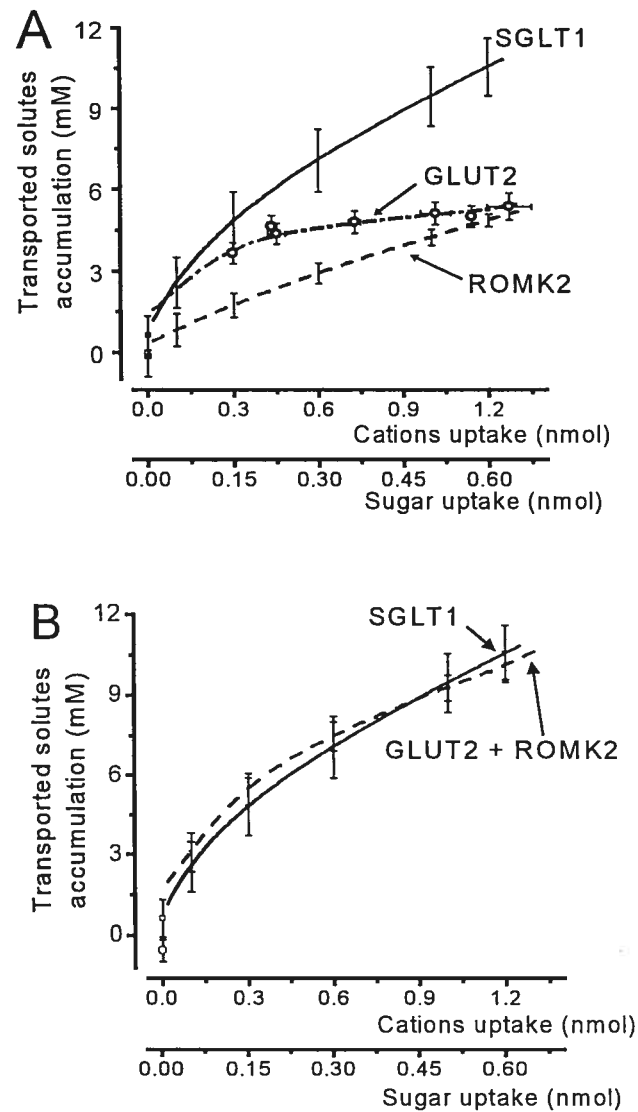 A
Transported solutes
accumulation (mM)
12
9
6
3
0
SGLT1
GLUT2
ROMK2
0.0 0.3 0.6 0.9 1.2
Cations uptake (nmol)
0.00 0.15 0.30 0.45 0.60
Sugar uptake (nmol)
B
Transported solutes
accumulation (mM)
12
9
6
3
0
SGLT1
GLUT2 + ROMK2
0.0 0.3 0.6 0.9 1.2
Cations uptake (nmol)
0.00 0.15 0.30 0.45 0.60
Sugar uptake (nmol)